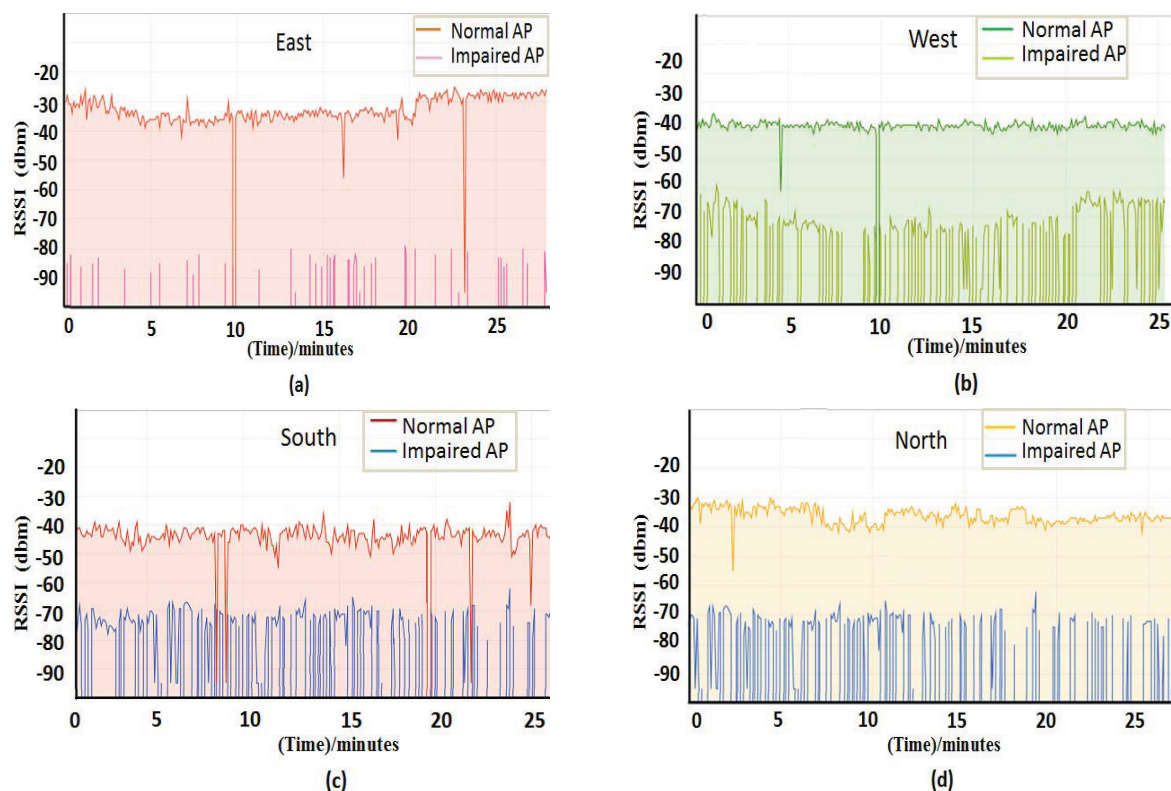 East
Normal AP
Impaired AP
RSSI (dbm)
-20
-30
-40
-50
-60
-70
-80
-90
0 5 10 15 20 25
(Time)/minutes
(a)
West
Normal AP
Impaired AP
RSSI (dbm)
-20
-30
-40
-50
-60
-70
-80
-90
0 5 10 15 20 25
(Time)/minutes
(b)
South
Normal AP
Impaired AP
RSSI (dbm)
-20
-30
-40
-50
-60
-70
-80
-90
0 5 10 15 20 25
(Time)/minutes
(c)
North
Normal AP
Impaired AP
RSSI (dbm)
-20
-30
-40
-50
-60
-70
-80
-90
0 5 10 15 20 25
(Time)/minutes
(d)